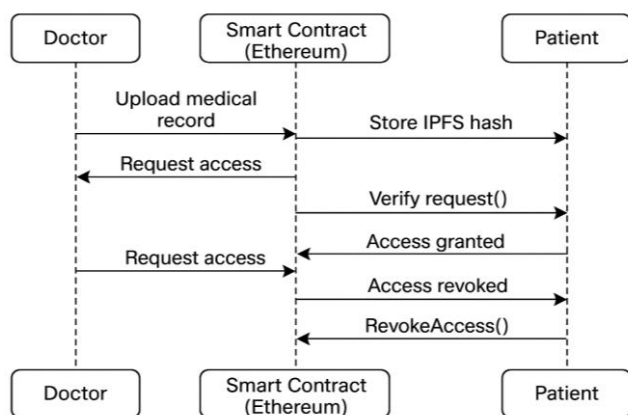 Doctor
Smart Contract
(Ethereum)
Patient
Upload medical
record
Store IPFS hash
Request access
Verify request()
Access granted
Request access
Access revoked
RevokeAccess()
Doctor
Smart Contract
(Ethereum)
Patient